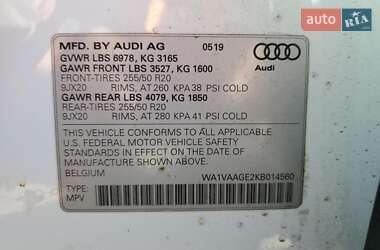 auto RIA.com
MFD. BY AUDI AG 0519
GVWR LBS 6978, KG 3165
GAWR FRONT LBS 3527, KG 1600
FRONT-TIRES 255/50 R20
9JX20 RIMS, AT 260 KPA 38 PSI COLD
GAWR REAR LBS 4079, KG 1850
REAR-TIRES 255/50 R20
9JX20 RIMS, AT 280 KPA 41 PSI COLD
Audi
THIS VEHICLE CONFORMS TO ALL APPLICABLE
U.S. FEDERAL MOTOR VEHICLE SAFETY
STANDARDS IN EFFECT ON THE DATE OF
MANUFACTURE SHOWN ABOVE.
BELGIUM WA1VAAGE2KB014560
TYPE:
MPV